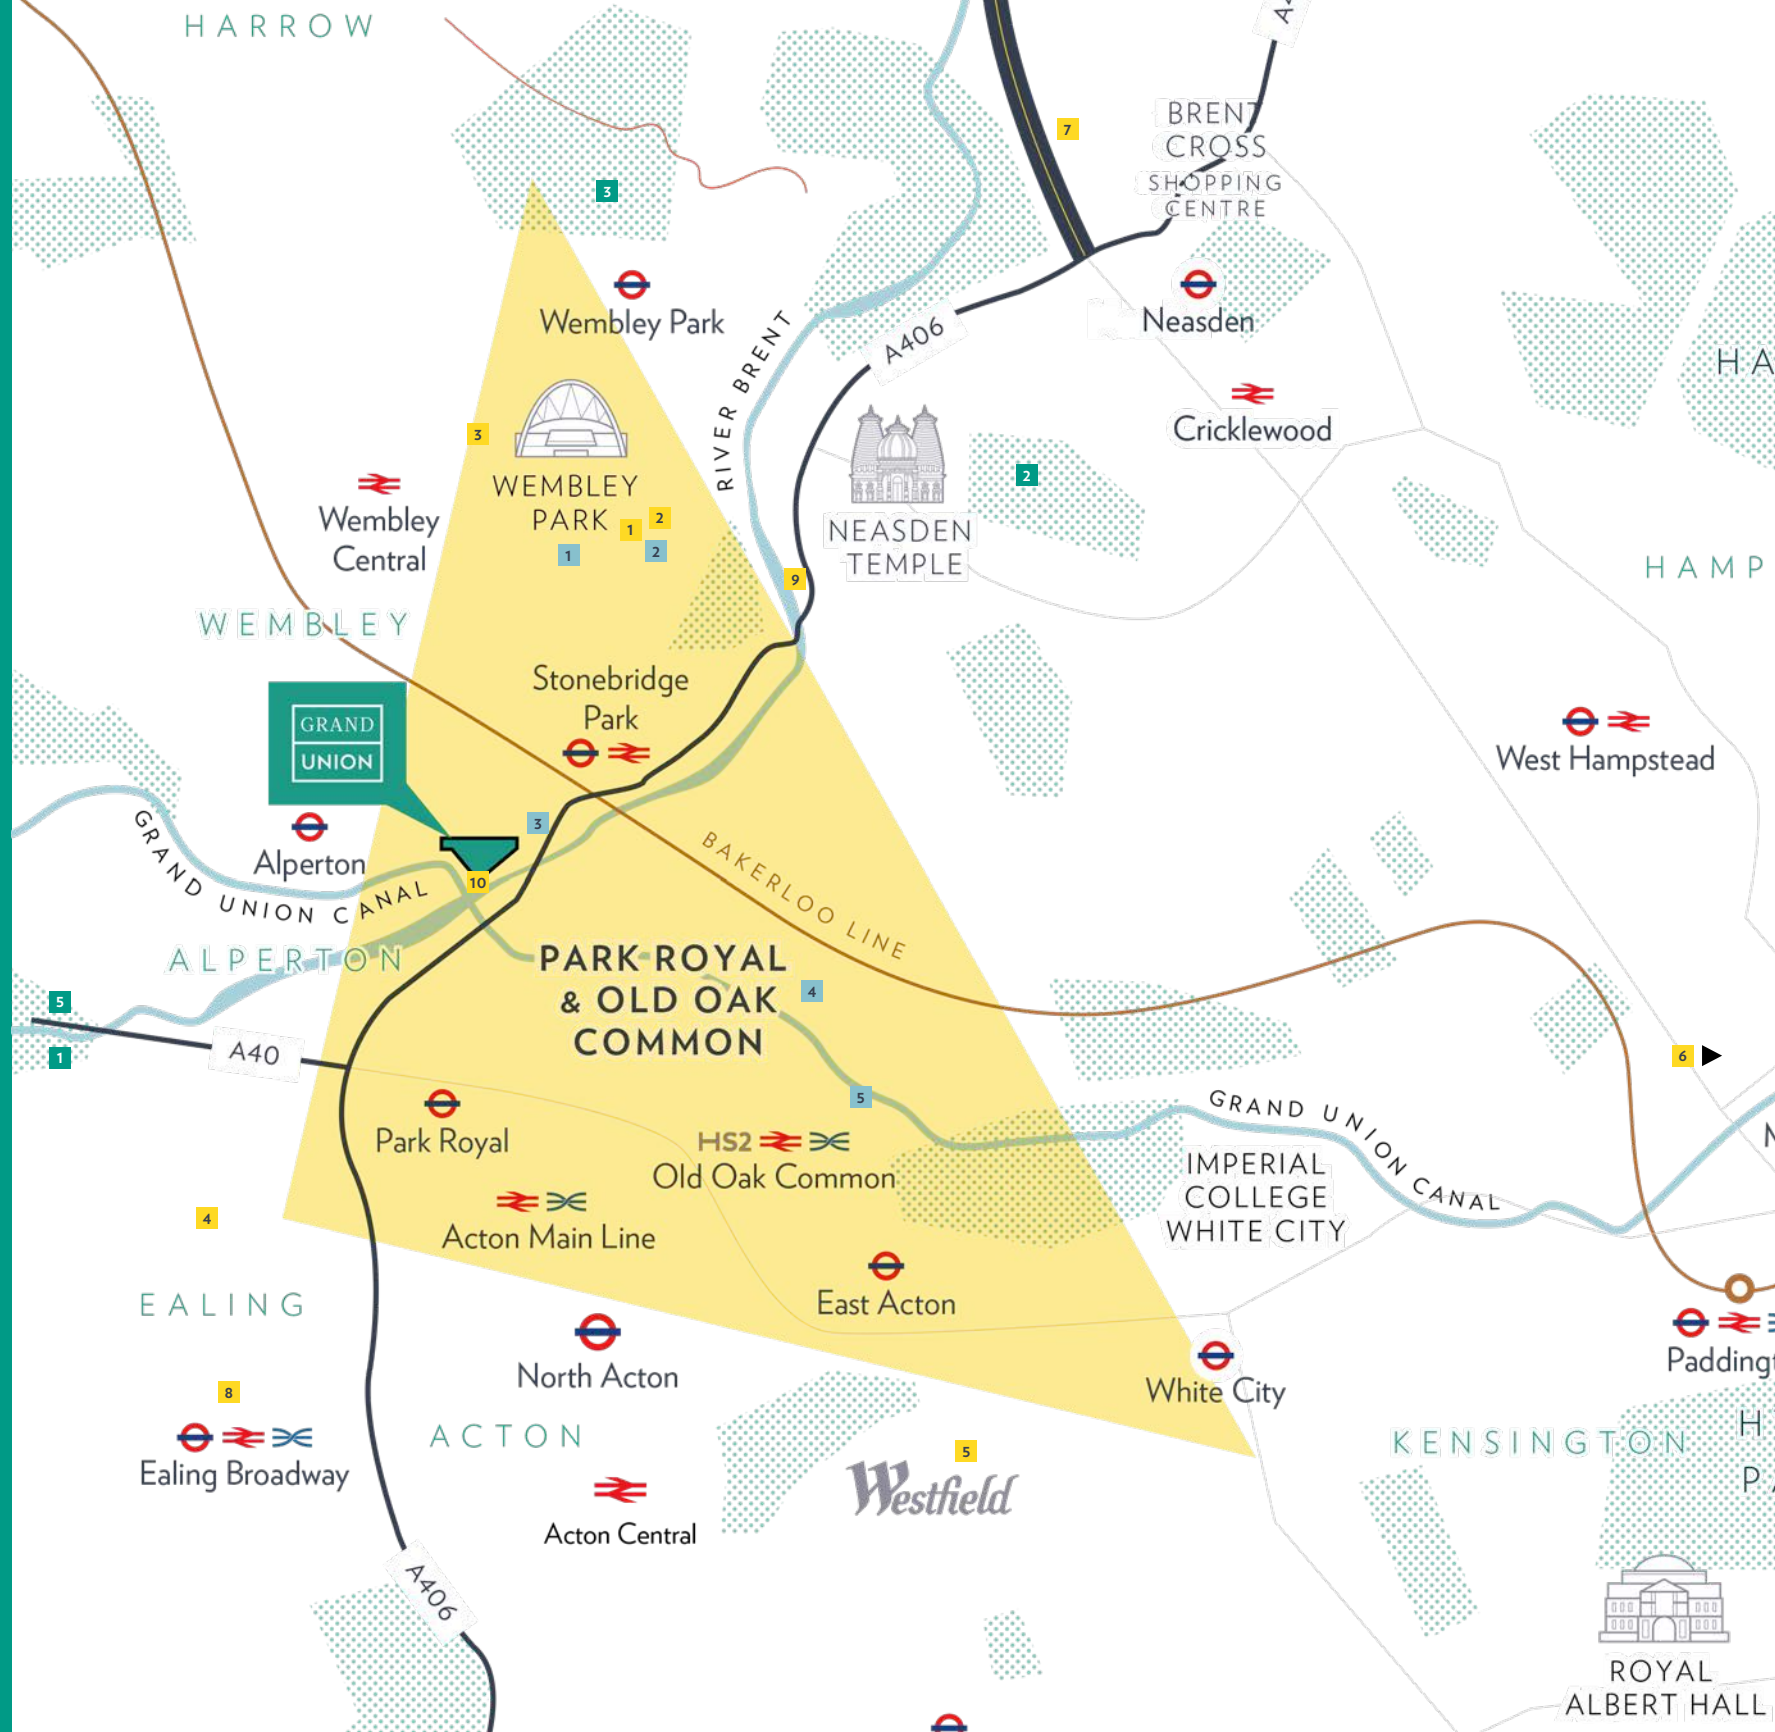 HARROW
A4
BRENT
CROSS
SHOPPING
CENTRE
7
3
Wembley Park
Neasden
RIVER BRENT
A406
HA
Cricklewood
3
WEMBLEY
PARK
1
2
1
2
2
Wembley
Central
NEASDEN
TEMPLE
9
HAMP
WEMBLEY
Stonebridge
Park
GRAND
UNION
West Hampstead
3
Alperton
10
GRAND UNION CANAL
BAKERLOO LINE
ALPERTON
PARK ROYAL
& OLD OAK
COMMON
4
5
1
A40
6
5
Park Royal
HS2
Old Oak Common
GRAND UNION CANAL
IMPERIAL
COLLEGE
WHITE CITY
Acton Main Line
4
EALING
East Acton
North Acton
White City
Paddingt
8
Ealing Broadway
ACTON
5
Westfield
KENSINGTON
H
PA
Acton Central
A406
ROYAL
ALBERT HALL